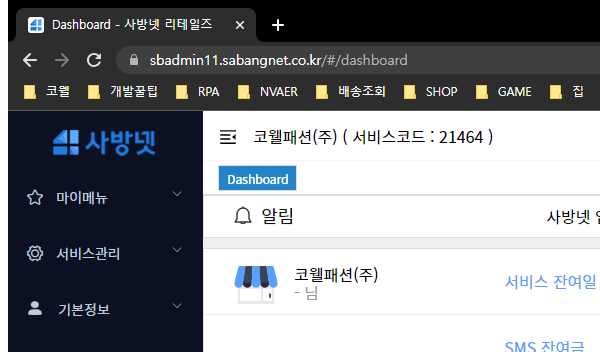 Dashboard - 사방넷 리테일즈
sbadmin11.sabangnet.co.kr/#/dashboard
코웰 개발꿀팁 RPA NVAER 배송조회 SHOP GAME 집
사방넷
코웰패션(주) ( 서비스코드 : 21464 )
Dashboard
마이메뉴
알림 사방넷
서비스관리
코웰패션(주)
- 님
서비스 잔여일
기본정보
SMS 잔여금